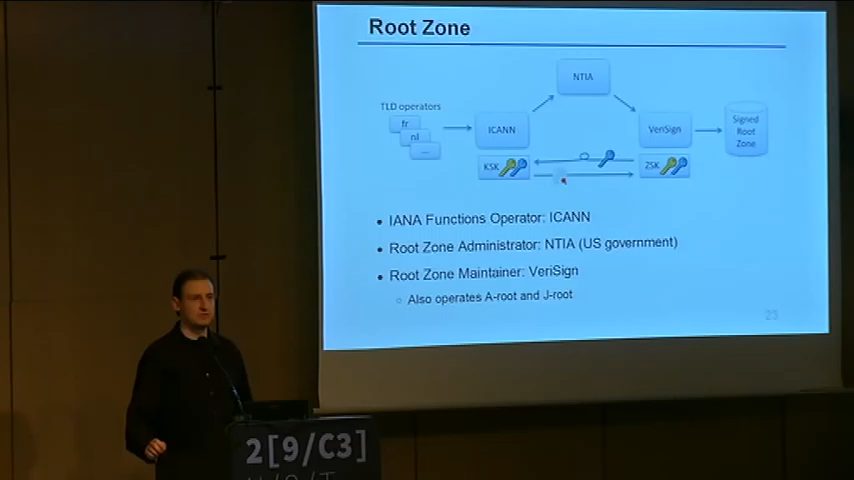 Root Zone
NTIA
TLD operators
fr
nl
...
ICANN
VeriSign
Signed
Root
Zone
KSK
ZSK
• IANA Functions Operator: ICANN
• Root Zone Administrator: NTIA (US government)
• Root Zone Maintainer: VeriSign
○ Also operates A-root and J-root
23
2[9/C3]